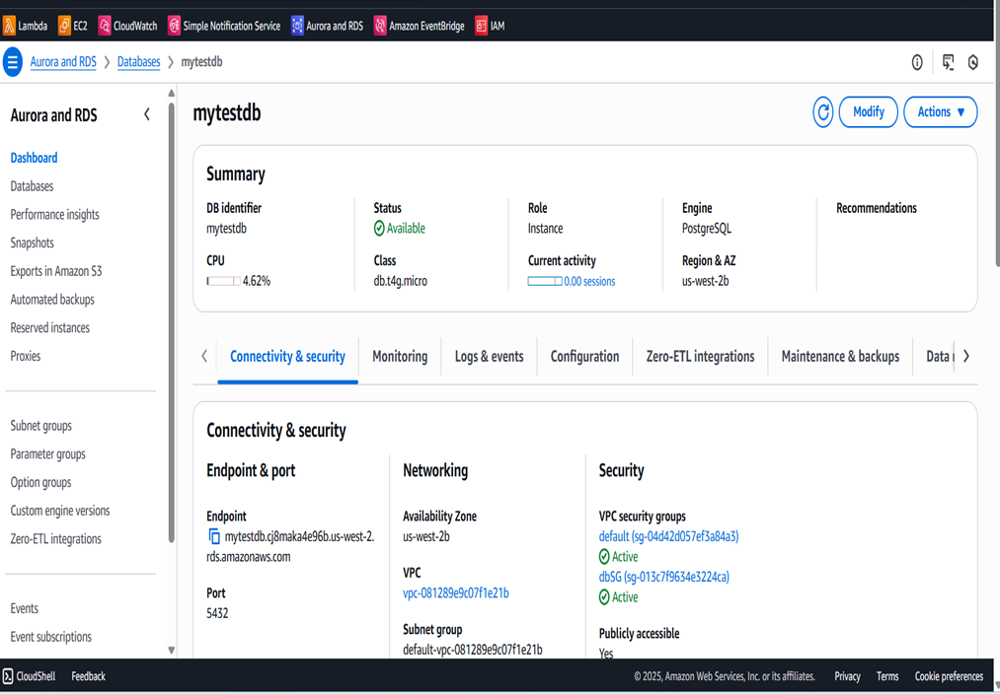 Lambda EC2 CloudWatch Simple Notification Service Aurora and RDS Amazon EventBridge IAM
Aurora and RDS > Databases > mytestdb
Aurora and RDS
Dashboard
Databases
Performance insights
Snapshots
Exports in Amazon S3
Automated backups
Reserved instances
Proxies
Subnet groups
Parameter groups
Option groups
Custom engine versions
Zero-ETL integrations
Events
Event subscriptions
mytestdb
Modify
Actions
Summary
DB identifier
mytestdb
Status
Available
Role
Instance
Engine
PostgreSQL
Recommendations
CPU
4.62%
Class
db.t4g.micro
Current activity
0.00 sessions
Region & AZ
us-west-2b
Connectivity & security Monitoring Logs & events Configuration Zero-ETL integrations Maintenance & backups Data
Connectivity & security
Endpoint & port
Endpoint
mytestdb.cj8maka4e96b.us-west-2.
rds.amazonaws.com
Port
5432
Networking
Availability Zone
us-west-2b
VPC
vpc-081289e9c07f1e21b
Subnet group
default-vpc-081289e9c07f1e21b
Security
VPC security groups
default (sg-04d42d057ef3a84a3)
Active
dbSG (sg-013c7f9634e3224ca)
Active
Publicly accessible
Yes
CloudShell Feedback © 2025, Amazon Web Services, Inc. or its affiliates. Privacy Terms Cookie preferences